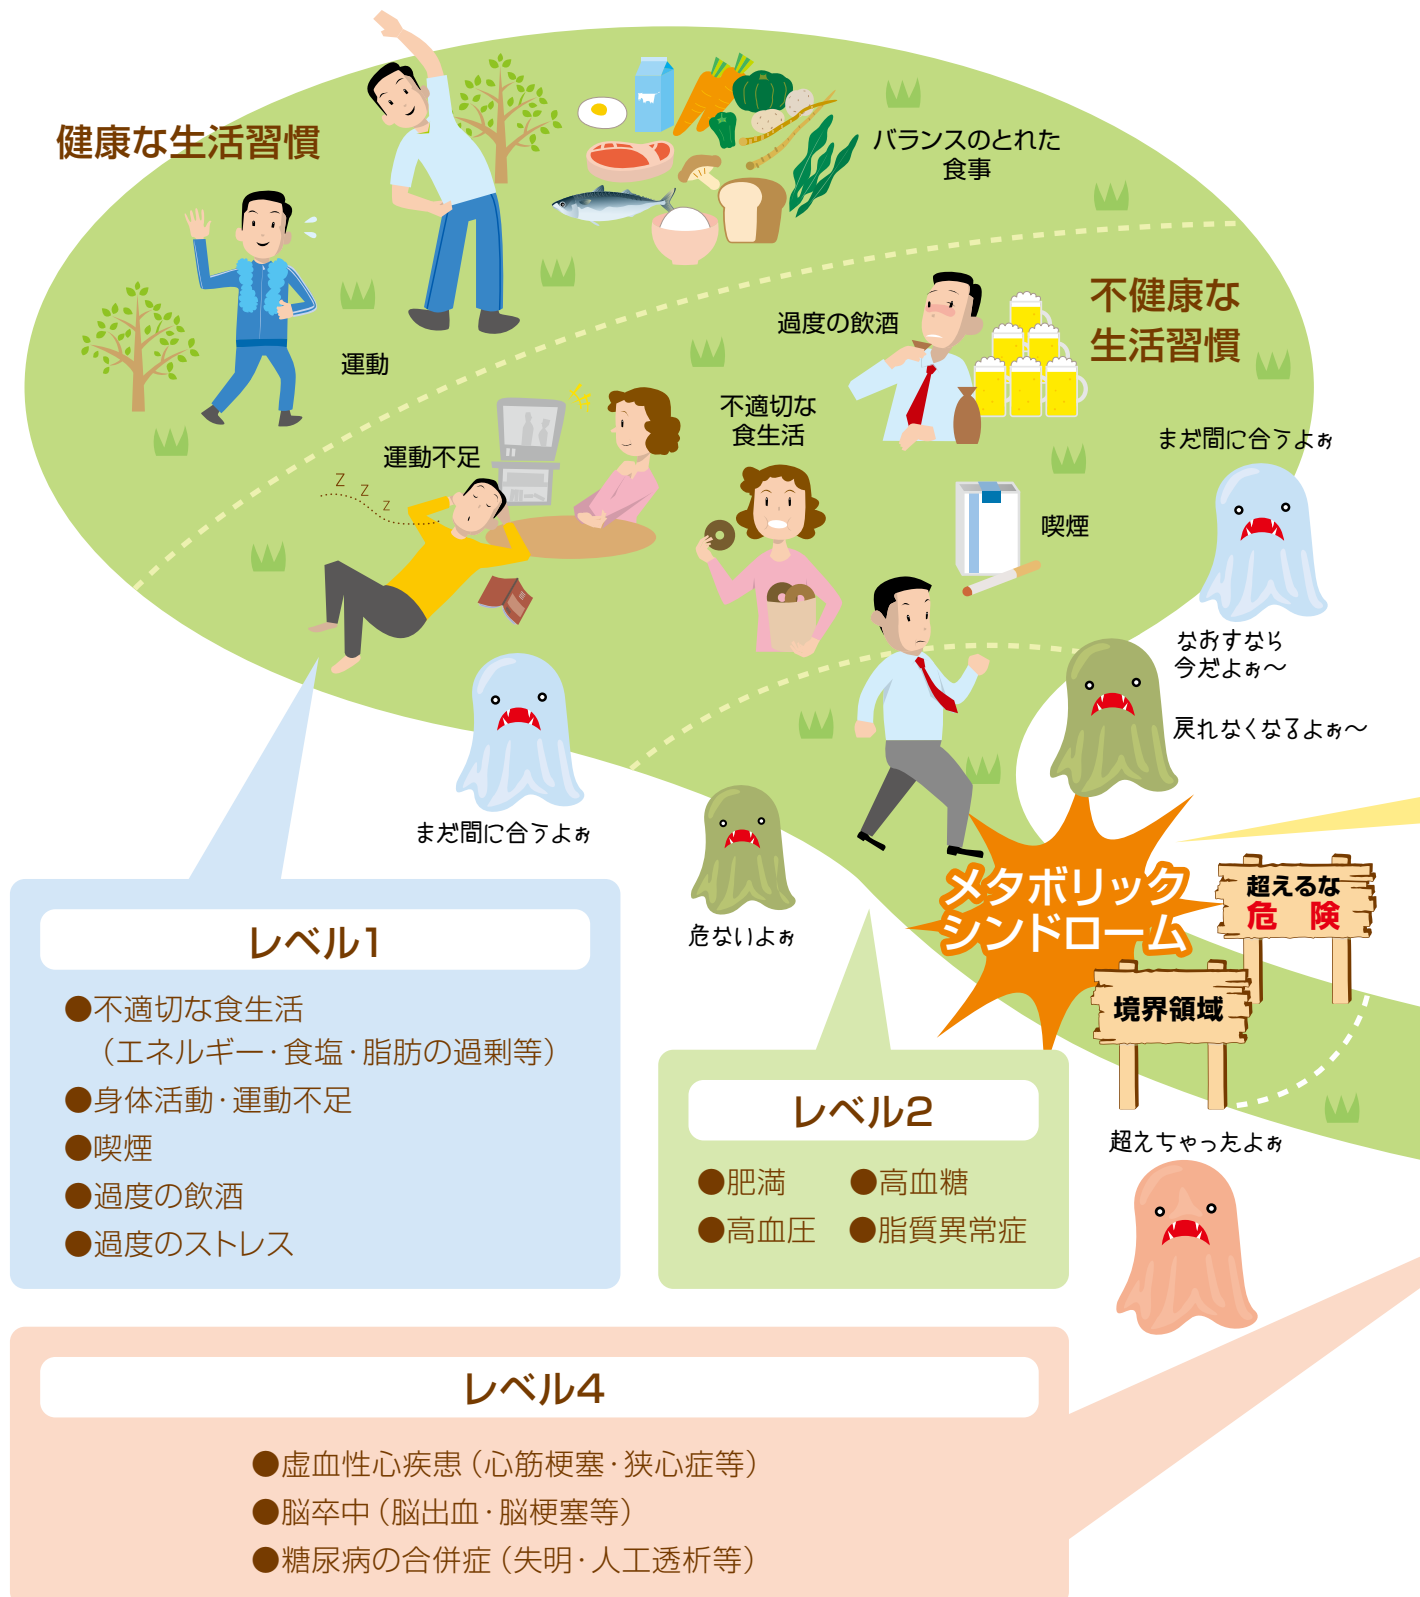 健康な生活習慣
バランスのとれた
食事
運動
不健康な
生活習慣
過度の飲酒
不適切な
食生活
運動不足
Z
Z
Z
喫煙
まだ間に合うよぉ
なおすなら
今だよぉ〜
戻れなくなるよぉ〜
まだ間に合うよぉ
危ないよぉ
メタボリック
シンドローム
超えるな
危 険
境界領域
超えちゃったよぉ
レベル1
●不適切な食生活
（エネルギー・食塩・脂肪の過剰等）
●身体活動・運動不足
●喫煙
●過度の飲酒
●過度のストレス
レベル2
●肥満 ●高血糖
●高血圧 ●脂質異常症
レベル4
●虚血性心疾患（心筋梗塞・狭心症等）
●脳卒中（脳出血・脳梗塞等）
●糖尿病の合併症（失明・人工透析等）